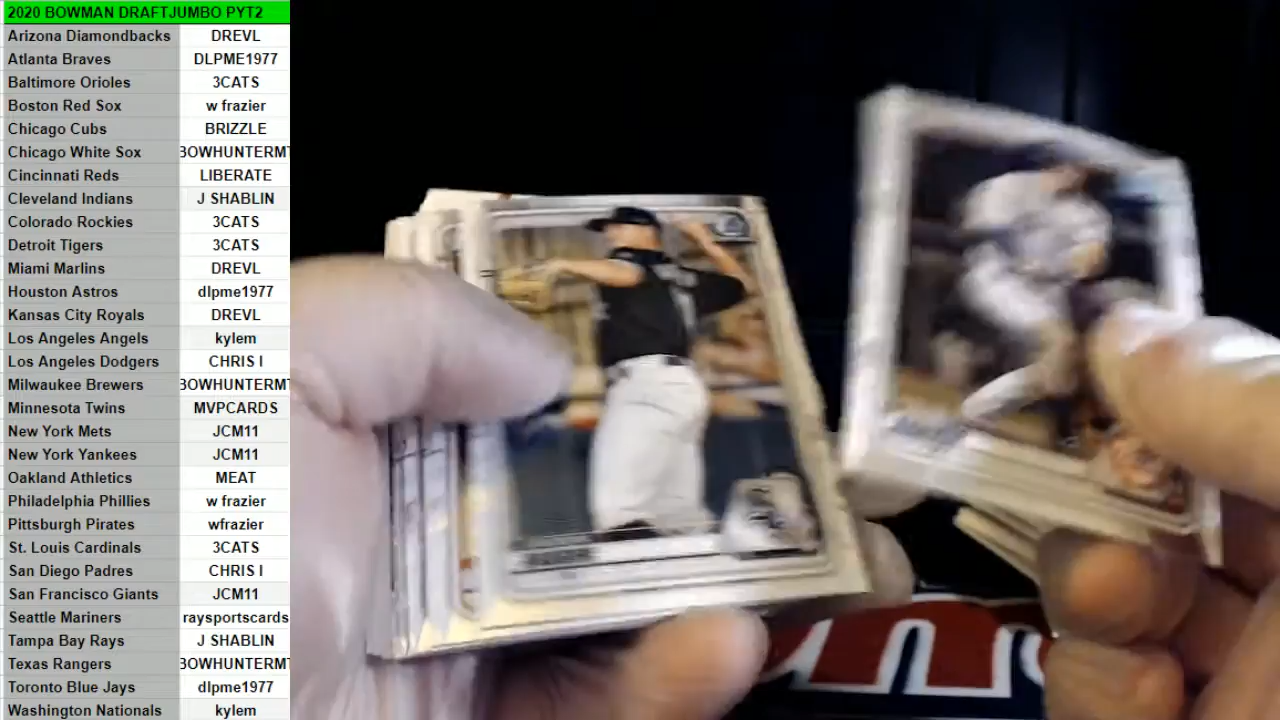 2020 BOWMAN DRAFTJUMBO PYT2
Arizona Diamondbacks DREVL
Atlanta Braves DLPME1977
Baltimore Orioles 3CATS
Boston Red Sox w frazier
Chicago Cubs BRIZZLE
Chicago White Sox BOWHUNTERMT
Cincinnati Reds LIBERATE
Cleveland Indians J SHABLIN
Colorado Rockies 3CATS
Detroit Tigers 3CATS
Miami Marlins DREVL
Houston Astros dlpme1977
Kansas City Royals DREVL
Los Angeles Angels kylem
Los Angeles Dodgers CHRIS I
Milwaukee Brewers BOWHUNTERMT
Minnesota Twins MVPCARDS
New York Mets JCM11
New York Yankees JCM11
Oakland Athletics MEAT
Philadelphia Phillies w frazier
Pittsburgh Pirates wfrazier
St. Louis Cardinals 3CATS
San Diego Padres CHRIS I
San Francisco Giants JCM11
Seattle Mariners raysportscards
Tampa Bay Rays J SHABLIN
Texas Rangers BOWHUNTERMT
Toronto Blue Jays dlpme1977
Washington Nationals kylem